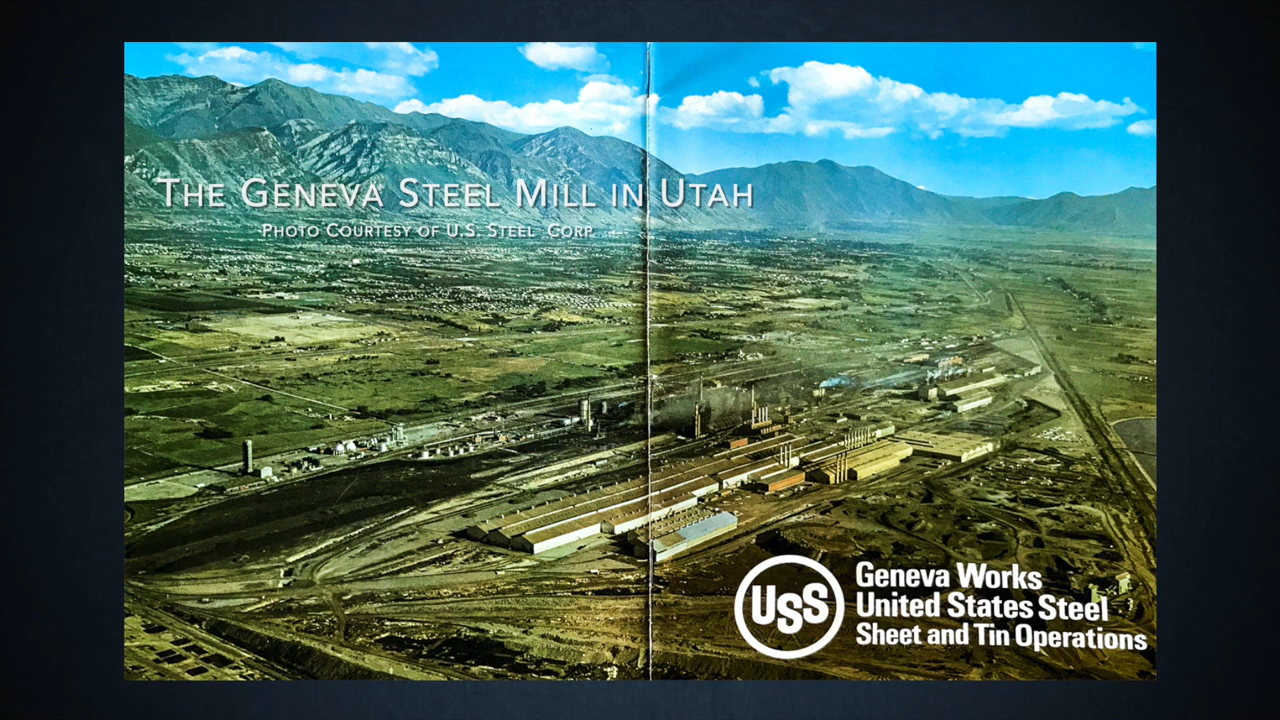 The Geneva Steel Mill in Utah
Photo Courtesy of U.S. Steel Corp.
USS
Geneva Works
United States Steel
Sheet and Tin Operations